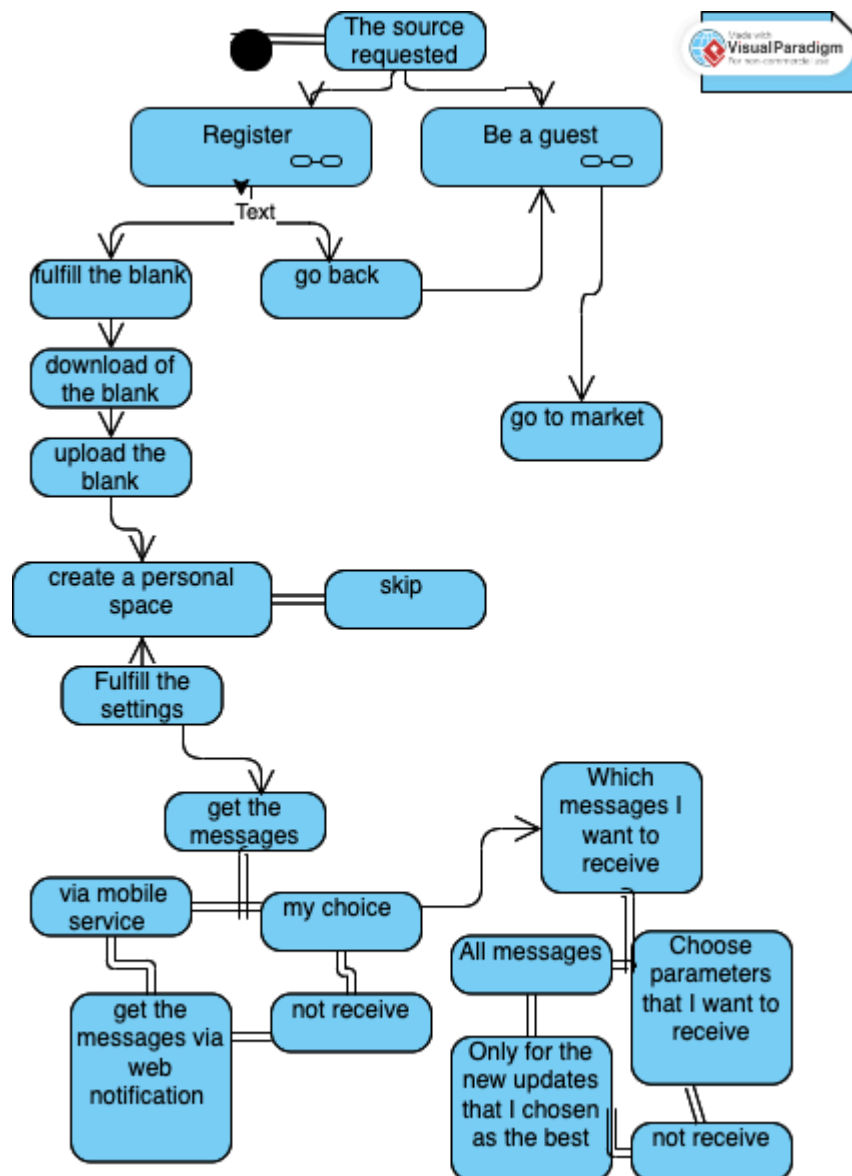 The source
requested
Made with
VisualParadigm
For non-commercial use
Register
Be a guest
Text
fulfill the blank
go back
download of
the blank
go to market
upload the
blank
create a personal
space
skip
Fulfill the
settings
get the
messages
Which
messages I
want to
receive
via mobile
service
my choice
All messages
Choose
parameters
that I want to
receive
get the
messages via
web
notification
not receive
Only for the
new updates
that I chosen
as the best
not receive